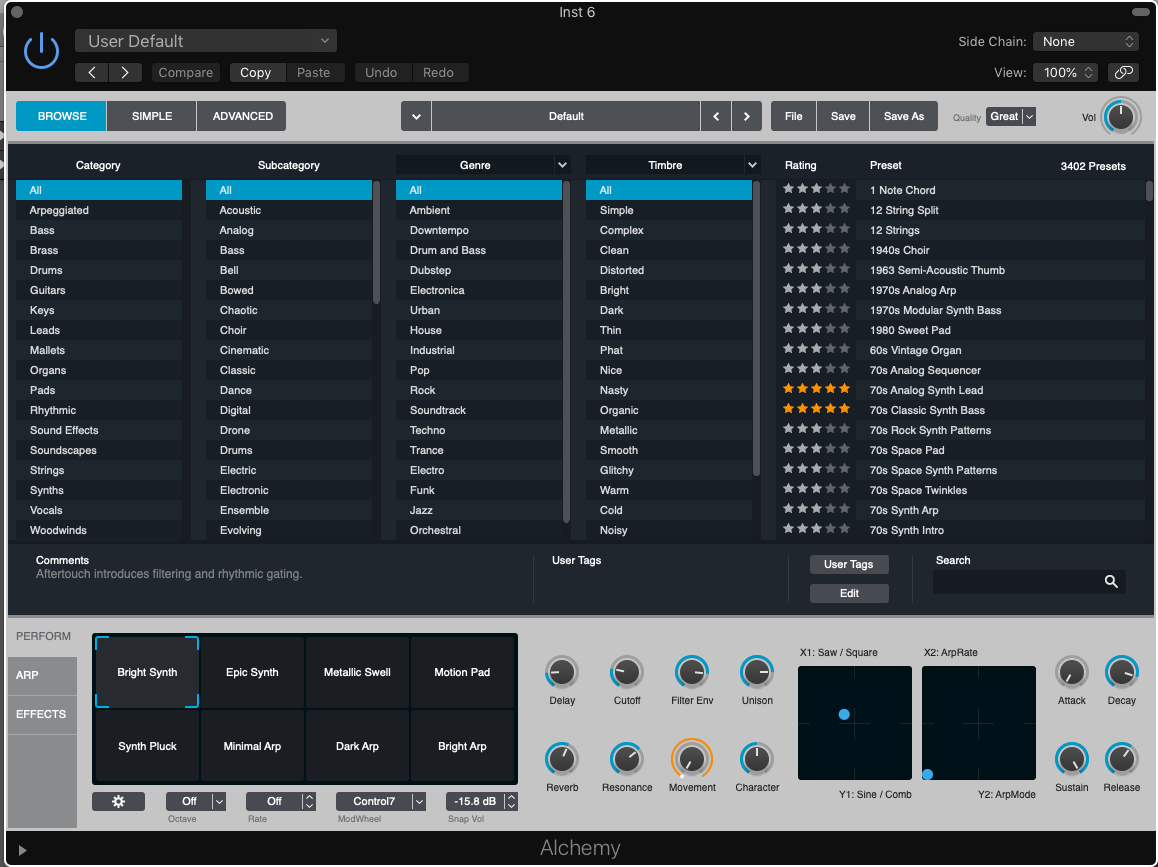 Inst 6
User Default
Side Chain: None
Compare Copy Paste Undo Redo
View: 100%
BROWSE SIMPLE ADVANCED Default File Save Save As Quality Great Vol
Category Subcategory Genre Timbre Rating Preset 3402 Presets
All All All All 1 Note Chord
Arpeggiated Acoustic Ambient Simple 12 String Split
Bass Analog Downtempo Complex 12 Strings
Brass Bass Drum and Bass Clean 1940s Choir
Drums Bell Dubstep Distorted 1963 Semi-Acoustic Thumb
Guitars Bowed Electronica Bright 1970s Analog Arp
Keys Chaotic Urban Dark 1970s Modular Synth Bass
Leads Choir House Thin 1980 Sweet Pad
Mallets Cinematic Industrial Phat 60s Vintage Organ
Organs Classic Pop Nice 70s Analog Sequencer
Pads Dance Rock Nasty 70s Analog Synth Lead
Rhythmic Digital Soundtrack Organic 70s Classic Synth Bass
Sound Effects Drone Techno Metallic 70s Rock Synth Patterns
Soundscapes Drums Trance Smooth 70s Space Pad
Strings Electric Electro Glitchy 70s Space Synth Patterns
Synths Electronic Funk Warm 70s Space Twinkles
Vocals Ensemble Jazz Cold 70s Synth Arp
Woodwinds Evolving Orchestral Noisy 70s Synth Intro
Comments User Tags User Tags Search
Aftertouch introduces filtering and rhythmic gating.
Edit
PERFORM
ARP
EFFECTS
Bright Synth Epic Synth Metallic Swell Motion Pad
Synth Pluck Minimal Arp Dark Arp Bright Arp
Off Off Control7 -15.8 dB
Octave Rate ModWheel Snap Vol
Delay Cutoff Filter Env Unison
Reverb Resonance Movement Character
X1: Saw / Square X2: ArpRate
Y1: Sine / Comb Y2: ArpMode
Attack Decay
Sustain Release
Alchemy